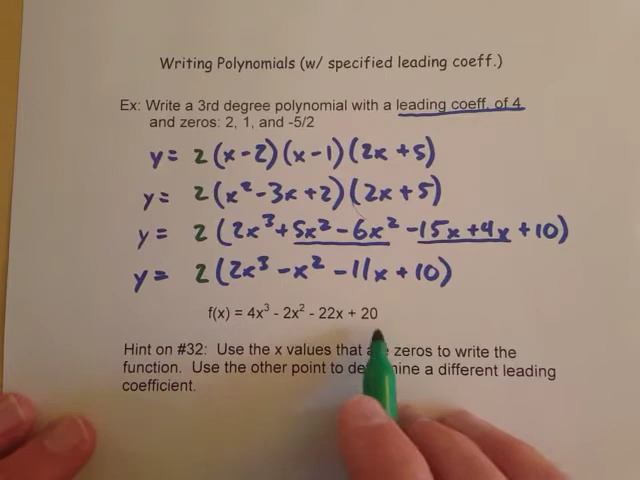 Writing Polynomials (w/ specified leading coeff.)
Ex: Write a 3rd degree polynomial with a leading coeff. of 4
and zeros: 2, 1, and -5/2
y = 2(x-2)(x-1)(2x+5)
y = 2(x²-3x+2)(2x+5)
y = 2(2x³+5x²-6x²-15x+4x+10)
y = 2(2x³-x²-11x+10)
f(x) = 4x³ - 2x² - 22x + 20
Hint on #32: Use the x values that are zeros to write the
function. Use the other point to determine a different leading
coefficient.